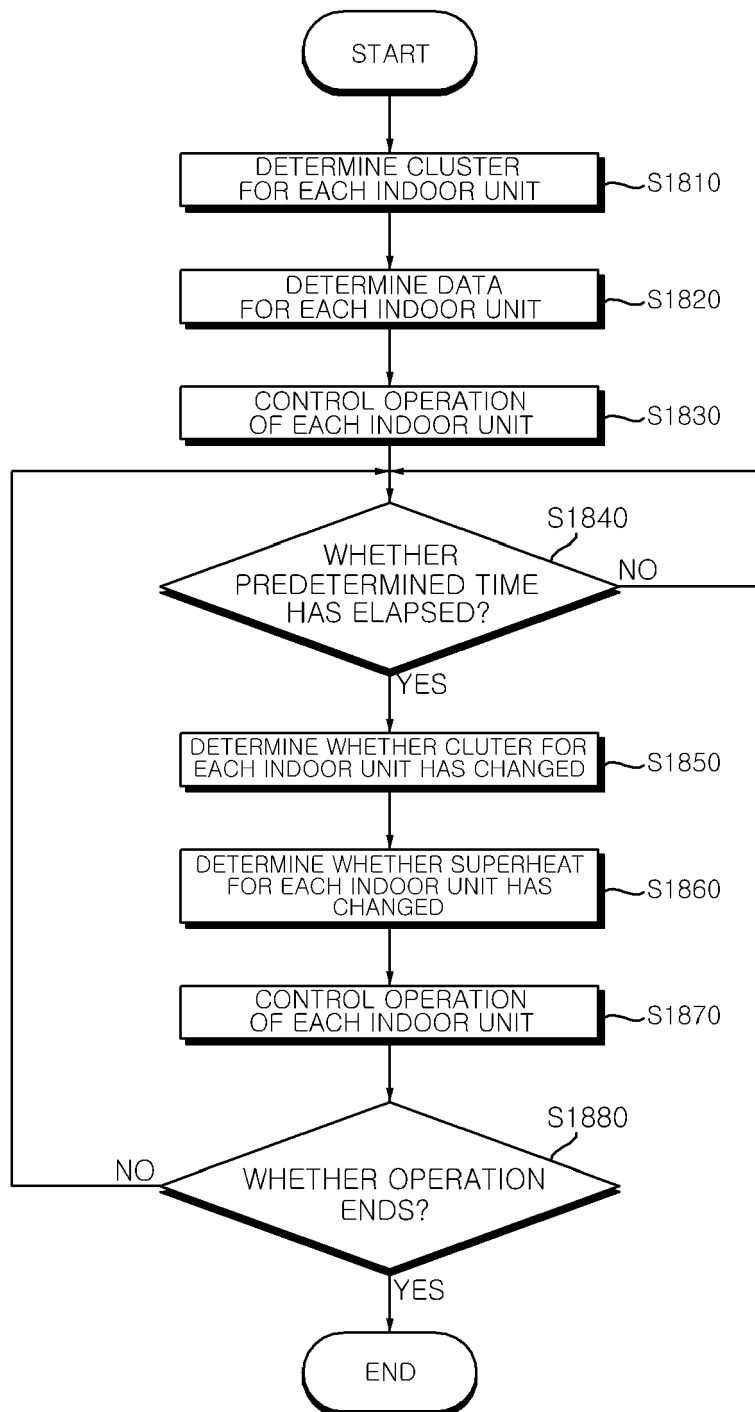 START
DETERMINE CLUSTER
FOR EACH INDOOR UNIT
S1810
DETERMINE DATA
FOR EACH INDOOR UNIT
S1820
CONTROL OPERATION
OF EACH INDOOR UNIT
S1830
S1840
WHETHER
PREDETERMINED TIME
HAS ELAPSED?
NO
YES
DETERMINE WHETHER CLUTER FOR
EACH INDOOR UNIT HAS CHANGED
S1850
DETERMINE WHETHER SUPERHEAT
FOR EACH INDOOR UNIT HAS
CHANGED
S1860
CONTROL OPERATION
OF EACH INDOOR UNIT
S1870
S1880
NO
WHETHER OPERATION
ENDS?
YES
END